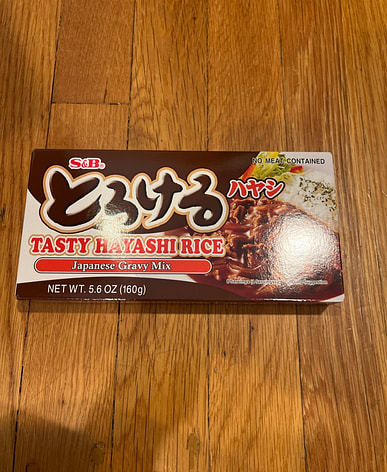 S&B®
NO MEAT CONTAINED
とろける
ハヤシ
TASTY HAYASHI RICE
Japanese Gravy Mix
NET WT. 5.6 OZ (160g)